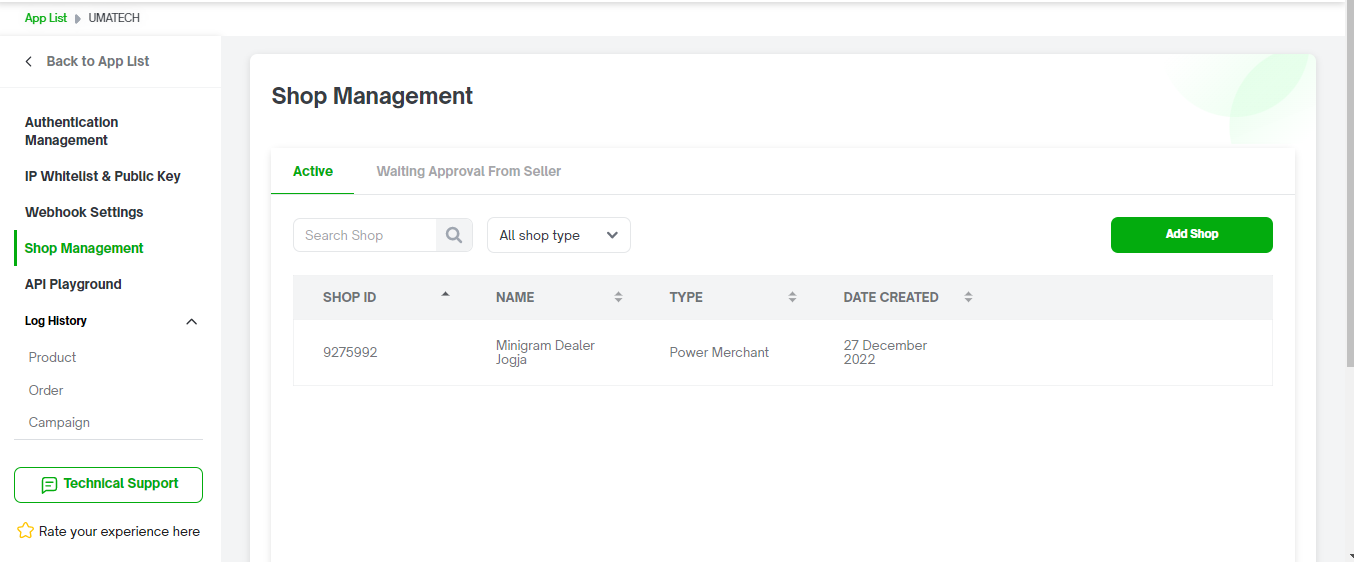 App List UMATECH
Back to App List
Authentication
Management
IP Whitelist & Public Key
Webhook Settings
Shop Management
API Playground
Log History
Product
Order
Campaign
Technical Support
Rate your experience here
Shop Management
Active Waiting Approval From Seller
Search Shop All shop type Add Shop
SHOP ID NAME TYPE DATE CREATED
9275992 Minigram Dealer Power Merchant 27 December
Jogja 2022